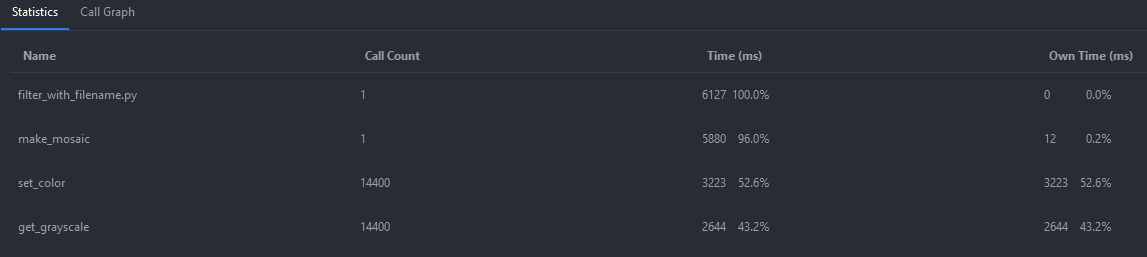 Statistics Call Graph
Name Call Count Time (ms) Own Time (ms)
filter_with_filename.py 1 6127 100.0% 0 0.0%
make_mosaic 1 5880 96.0% 12 0.2%
set_color 14400 3223 52.6% 3223 52.6%
get_grayscale 14400 2644 43.2% 2644 43.2%